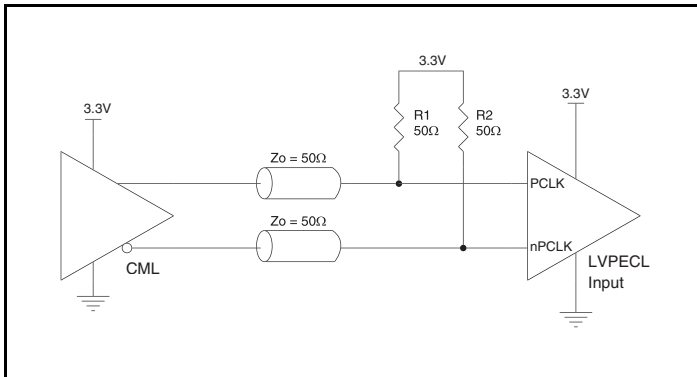 3.3V
3.3V
3.3V
R1
50Ω
R2
50Ω
Zo = 50Ω
PCLK
Zo = 50Ω
nPCLK
CML
LVPECL
Input